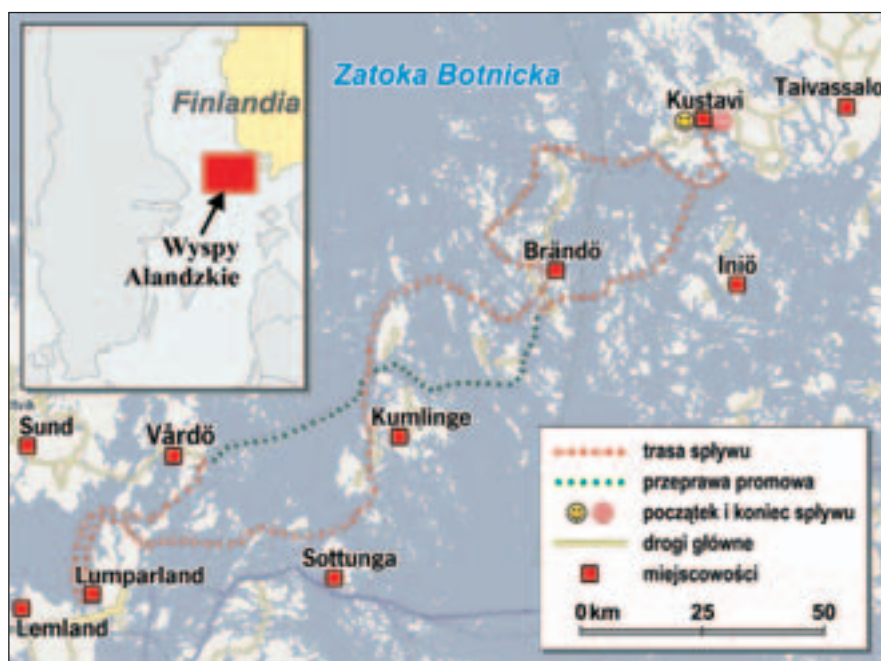 Finlandia
Wyspy
Alandzkie
Zatoka Botnicka
Kustavi
Taivassalo
Brändö
Iniö
Sund
Vårdö
Kumlinge
Sottunga
Lumparland
Lemland
trasa spływu
przeprawa promowa
początek i koniec spływu
drogi główne
miejscowości
0 km 25 50